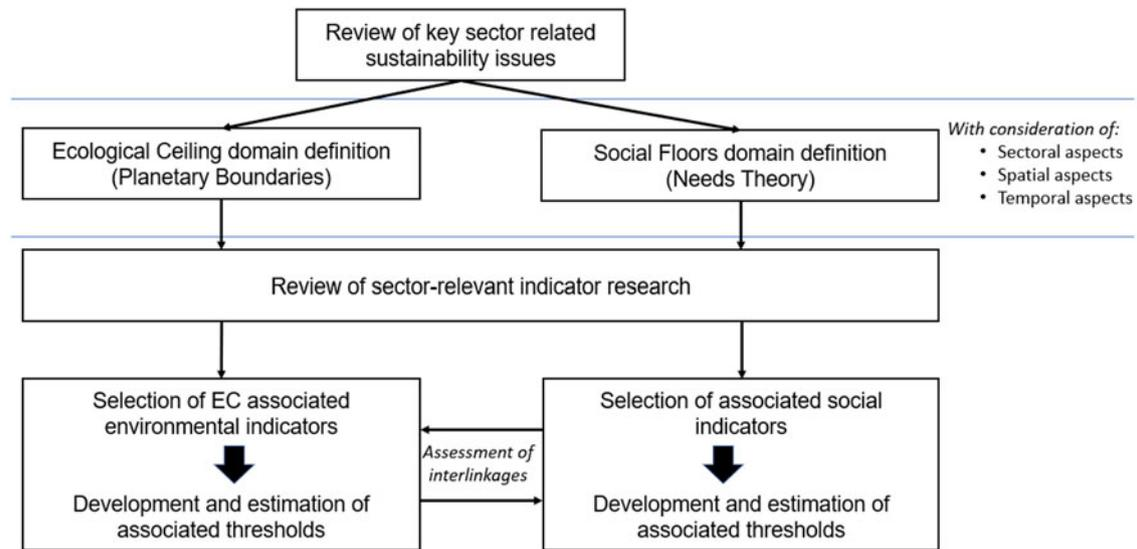 Review of key sector related
sustainability issues
Ecological Ceiling domain definition
(Planetary Boundaries)
Social Floors domain definition
(Needs Theory)
With consideration of:
• Sectoral aspects
• Spatial aspects
• Temporal aspects
Review of sector-relevant indicator research
Selection of EC associated
environmental indicators
Development and estimation of
associated thresholds
Assessment of
interlinkages
Selection of associated social
indicators
Development and estimation of
associated thresholds